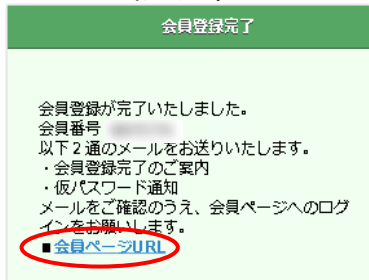 会員登録完了
会員登録が完了いたしました。
会員番号
以下2通のメールをお送りいたします。
・会員登録完了のご案内
・仮パスワード通知
メールをご確認のうえ、会員ページへのログ
インをお願いします。
■会員ページURL